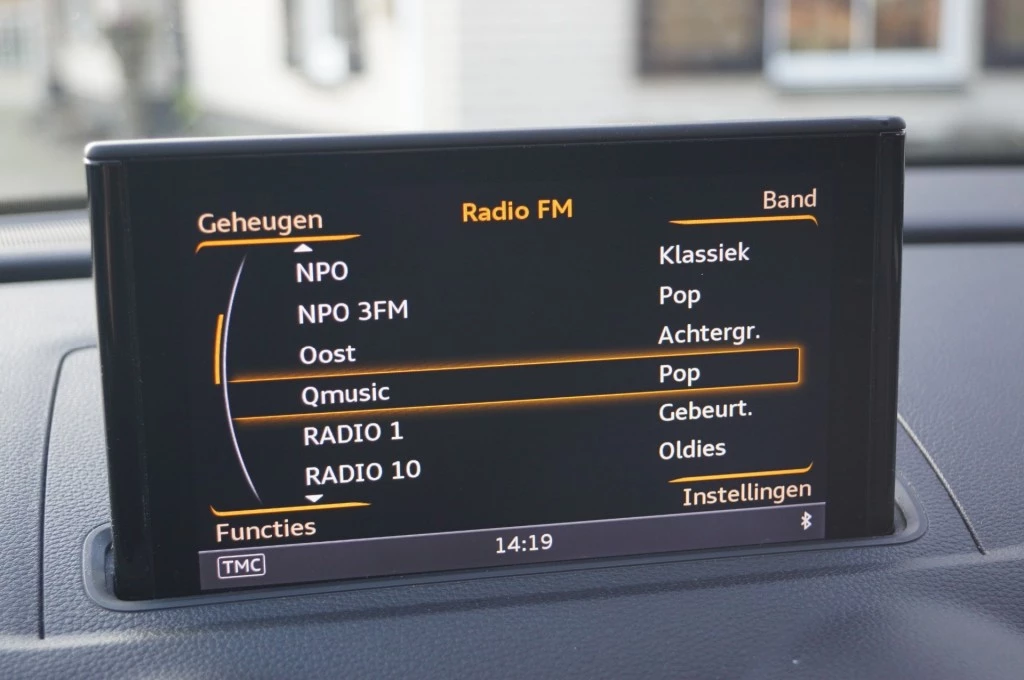 Geheugen Radio FM Band
NPO Klassiek
NPO 3FM Pop
Oost Achtergr.
Qmusic Pop
RADIO 1 Gebeurt.
RADIO 10 Oldies
Functies Instellingen
TMC 14:19